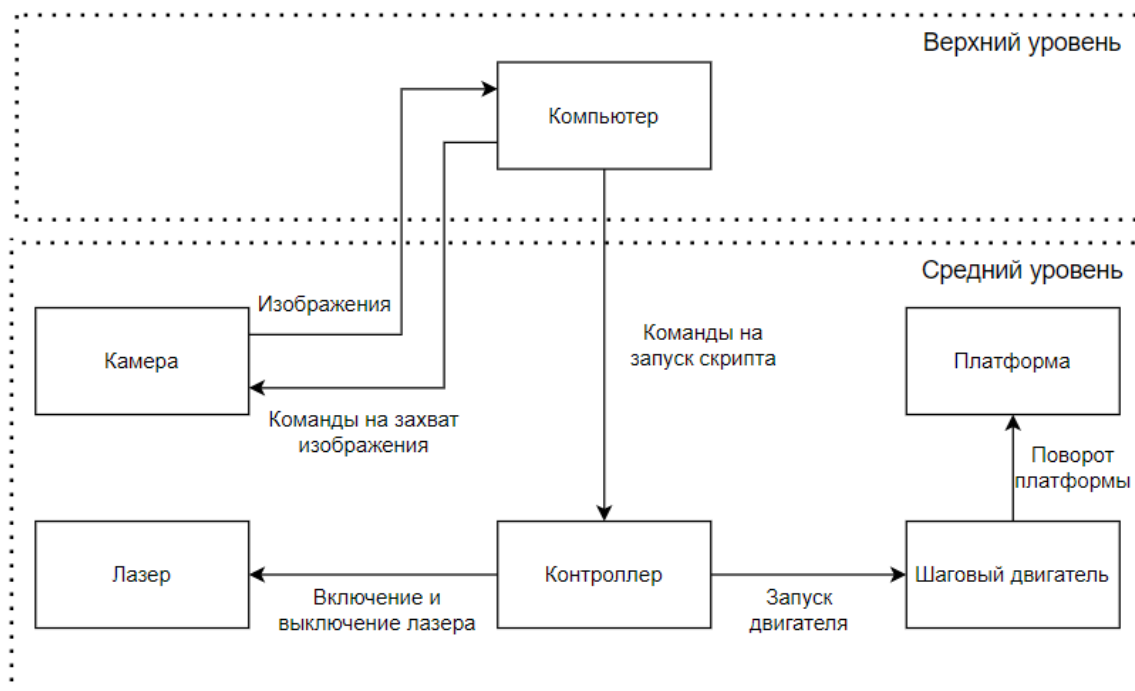 Верхний уровень
Компьютер
Средний уровень
Изображения
Камера
Команды на
запуск скрипта
Платформа
Команды на захват
изображения
Поворот
платформы
Лазер
Контроллер
Шаговый двигатель
Включение и
выключение лазера
Запуск
двигателя